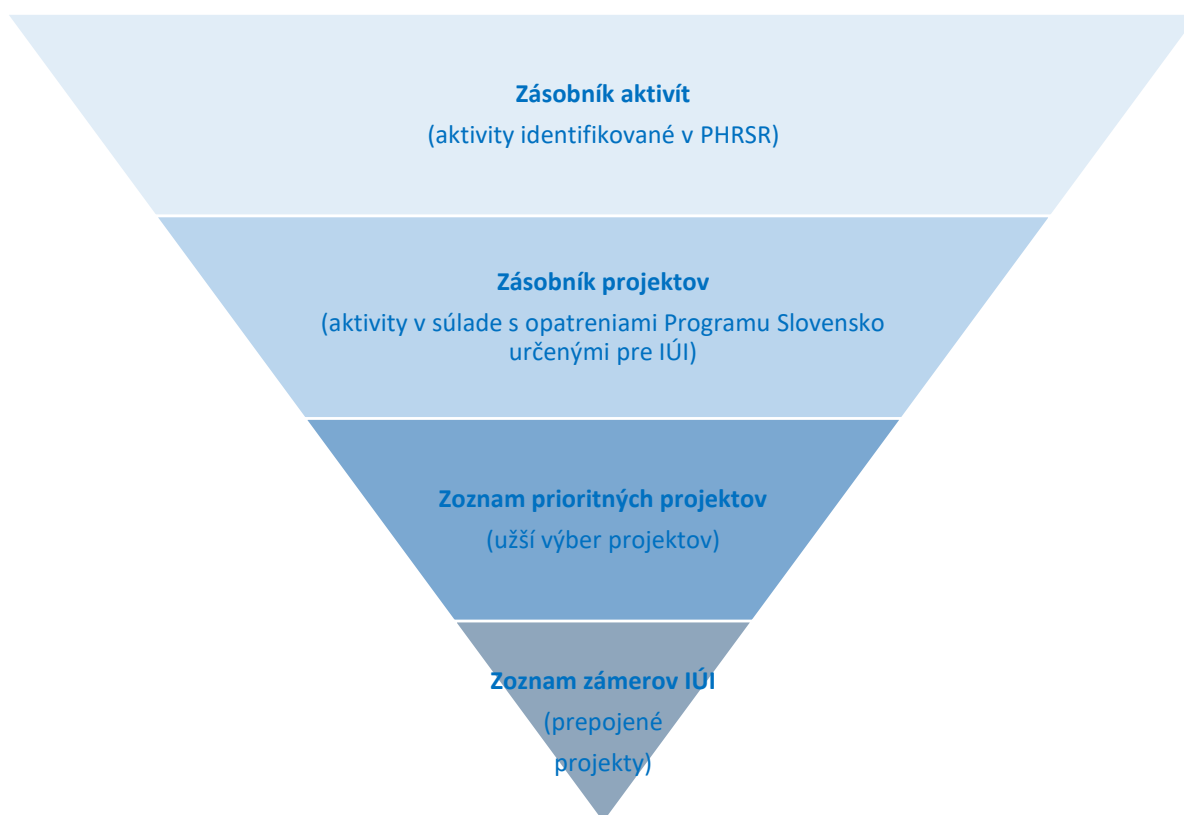 Zásobník aktivít
(aktivity identifikované v PHRSR)
Zásobník projektov
(aktivity v súlade s opatreniami Programu Slovensko
určenými pre IÚI)
Zoznam prioritných projektov
(užší výber projektov)
Zoznam zámerov IÚI
(prepojené
projekty)